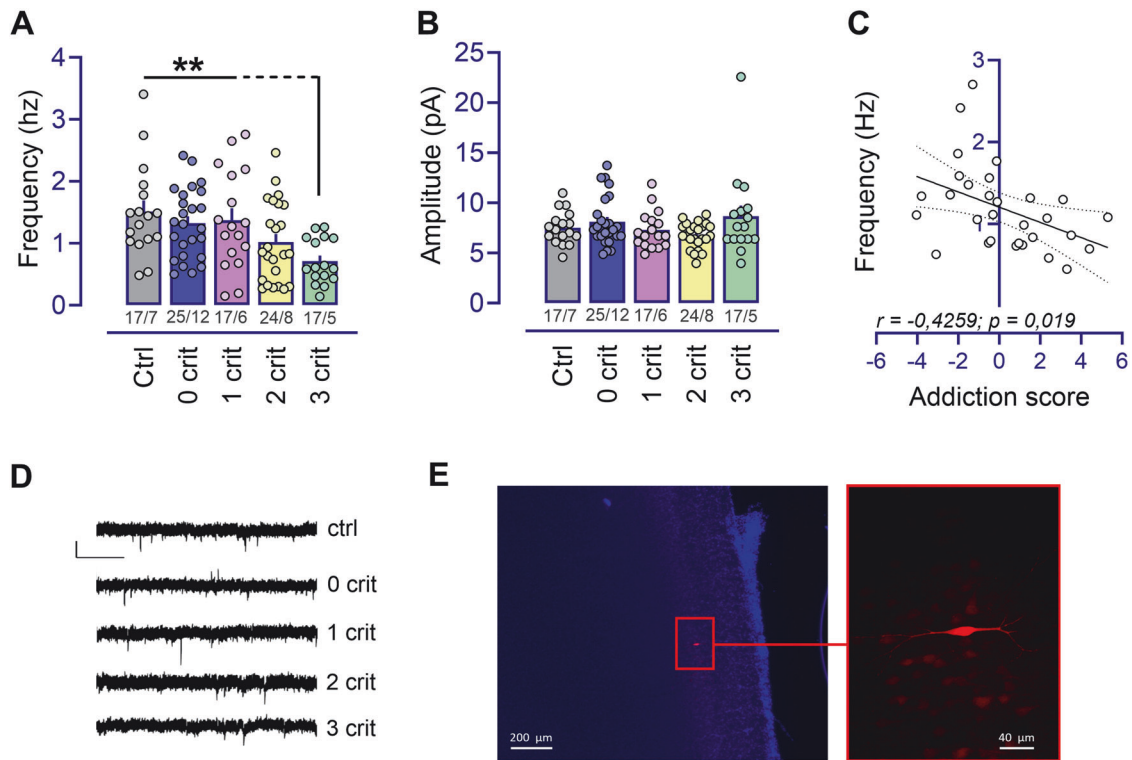 A
Frequency (hz)
4
3
2
1
0
**
17/7 25/12 17/6 24/8 17/5
Ctrl
0 crit
1 crit
2 crit
3 crit
B
Amplitude (pA)
25
20
15
10
5
0
17/7 25/12 17/6 24/8 17/5
Ctrl
0 crit
1 crit
2 crit
3 crit
C
Frequency (Hz)
3
2
1
r = -0,4259; p = 0,019
-6 -4 -2 0 2 4 6
Addiction score
D
ctrl
0 crit
1 crit
2 crit
3 crit
E
200 µm
40 µm